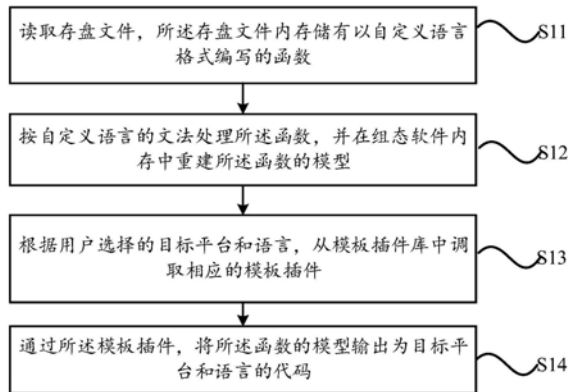 读取存盘文件，所述存盘文件内存储有以自定义语言
格式编写的函数
S11
按自定义语言的文法处理所述函数，并在组态软件内
存中重建所述函数的模型
S12
根据用户选择的目标平台和语言，从模板插件库中调
取相应的模板插件
S13
通过所述模板插件，将所述函数的模型输出为目标平
台和语言的代码
S14